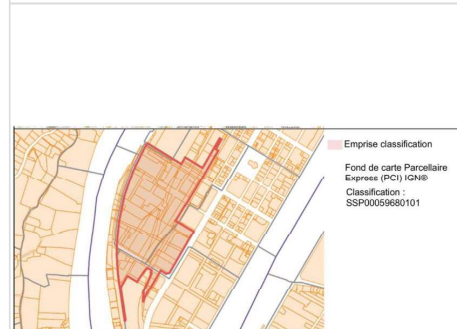 Emprise classification
Fond de carte Parcellaire
Express (PCI) IGN®
Classification :
SSP00059680101